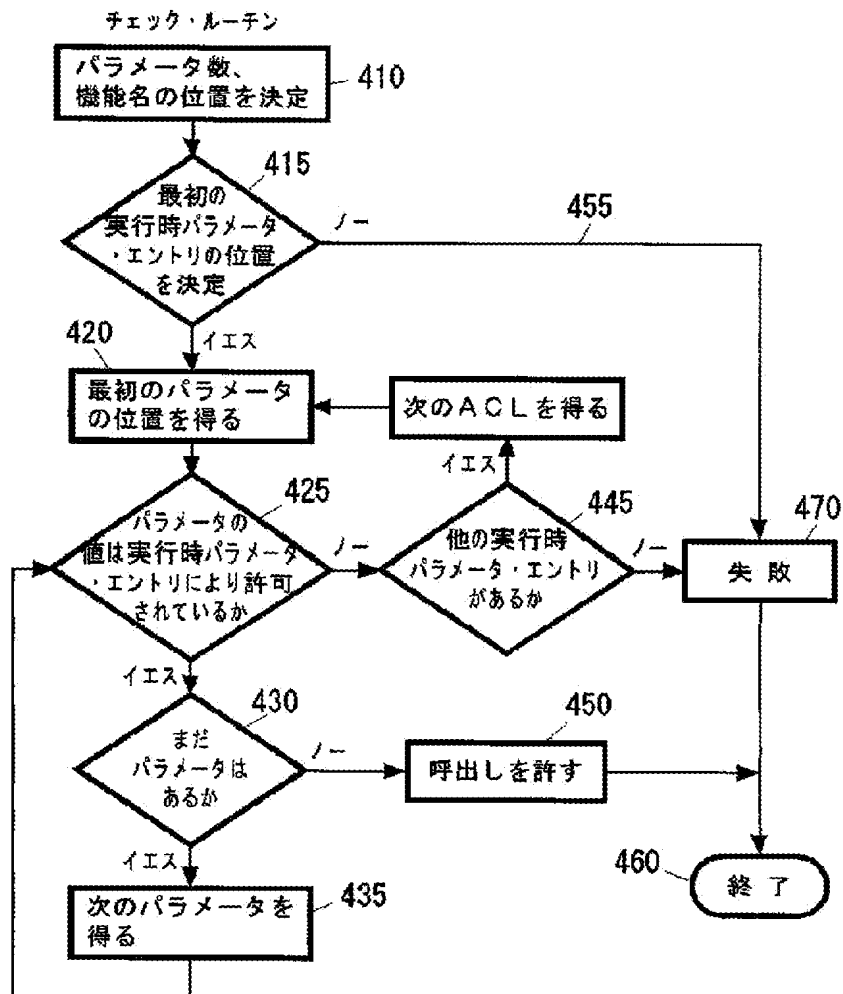 チェック・ルーチン
パラメータ数、
機能名の位置を決定
410
415
最初の
実行時パラメータ
・エントリの位置
を決定
ノー
455
イエス
420
最初のパラメータ
の位置を得る
次のACLを得る
イエス
425
パラメータの
値は実行時パラメータ
・エントリにより許可
されているか
ノー
445
他の実行時
パラメータ・エントリ
があるか
ノー
470
失敗
イエス
430
まだ
パラメータは
あるか
ノー
450
呼出しを許す
イエス
435
次のパラメータを
得る
460
終了